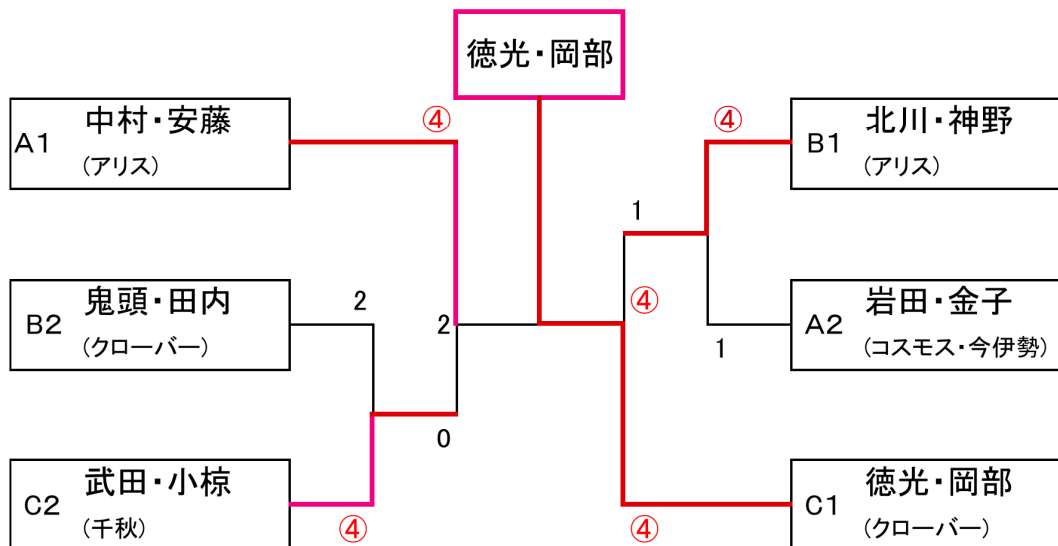 徳光・岡部
A1
中村・安藤
(アリス)
④
④
B1
北川・神野
(アリス)
1
B2
鬼頭・田内
(クローバー)
2
2
④
1
A2
岩田・金子
(コスモス・今伊勢)
0
C2
武田・小椋
(千秋)
④
④
C1
徳光・岡部
(クローバー)